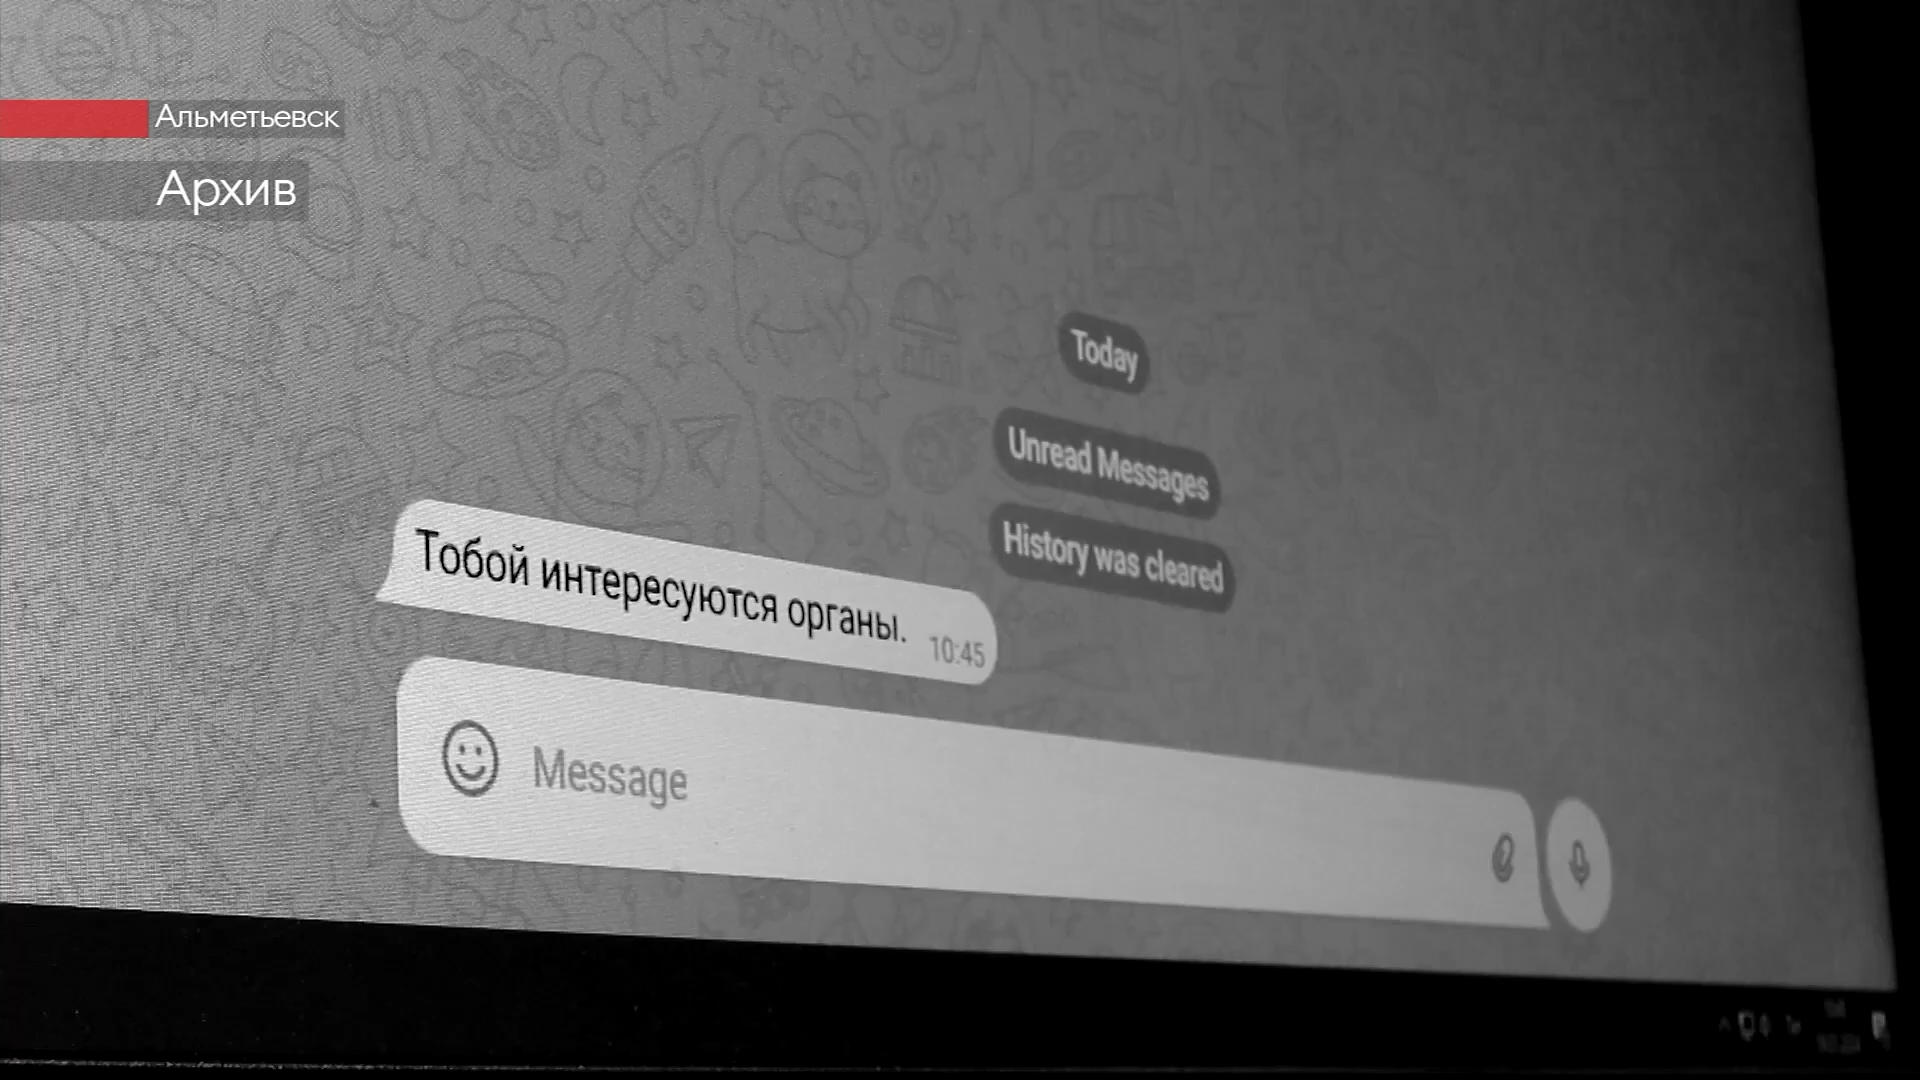 Альметьевск
Архив
Today
Unread Messages
History was cleared
Тобой интересуются органы.
10:45
Message